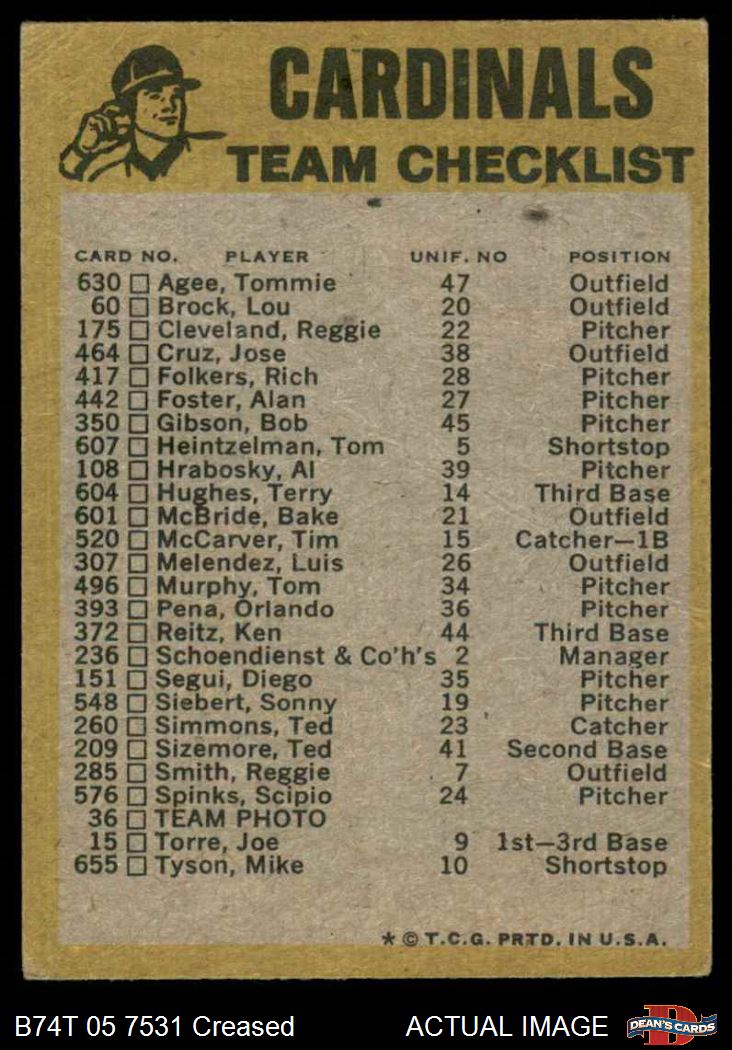 CARDINALS
TEAM CHECKLIST
CARD NO. PLAYER UNIF. NO POSITION
630 Agee, Tommie 47 Outfield
60 Brock, Lou 20 Outfield
175 Cleveland, Reggie 22 Pitcher
464 Cruz, Jose 38 Outfield
417 Folkers, Rich 28 Pitcher
442 Foster, Alan 27 Pitcher
350 Gibson, Bob 45 Pitcher
607 Heintzelman, Tom 5 Shortstop
108 Hrabosky, Al 39 Pitcher
604 Hughes, Terry 14 Third Base
601 McBride, Bake 21 Outfield
520 McCarver, Tim 15 Catcher—1B
307 Melendez, Luis 26 Outfield
496 Murphy, Tom 34 Pitcher
393 Pena, Orlando 36 Pitcher
372 Reitz, Ken 44 Third Base
236 Schoendienst & Co'h's 2 Manager
151 Segui, Diego 35 Pitcher
548 Siebert, Sonny 19 Pitcher
260 Simmons, Ted 23 Catcher
209 Sizemore, Ted 41 Second Base
285 Smith, Reggie 7 Outfield
576 Spinks, Scipio 24 Pitcher
36 TEAM PHOTO
15 Torre, Joe 9 1st—3rd Base
655 Tyson, Mike 10 Shortstop
* © T.C.G. PRTD. IN U.S.A.
B74T 05 7531 Creased ACTUAL IMAGE DEAN'S CARDS